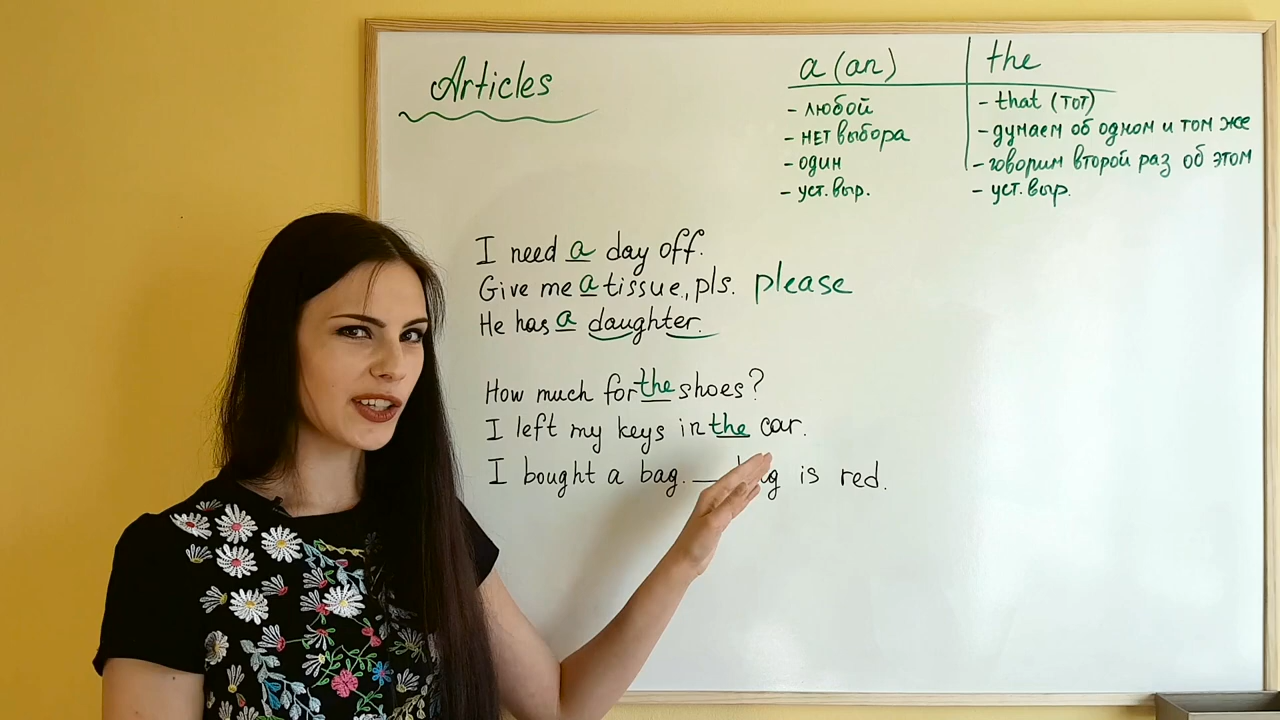 Articles
a (an) the
- любой - that (тот)
- нет выбора - думаем об одном и том же
- один - говорим второй раз об этом
- уст. выр. - уст. выр.
I need a day off.
Give me a tissue, pls. please
He has a daughter.
How much for the shoes?
I left my keys in the car.
I bought a bag. __ is red.